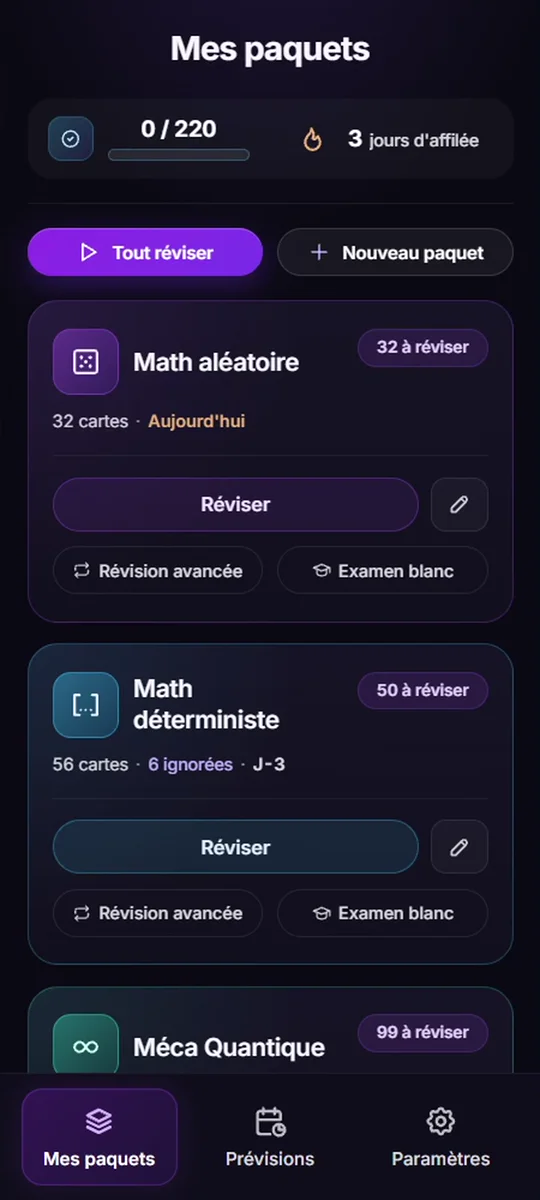 Mes paquets
0 / 220
3 jours d'affilée
Tout réviser
Nouveau paquet
Math aléatoire
32 à réviser
32 cartes · Aujourd'hui
Réviser
Révision avancée
Examen blanc
Math
déterministe
50 à réviser
56 cartes · 6 ignorées · J-3
Réviser
Révision avancée
Examen blanc
Méca Quantique
99 à réviser
Mes paquets
Prévisions
Paramètres